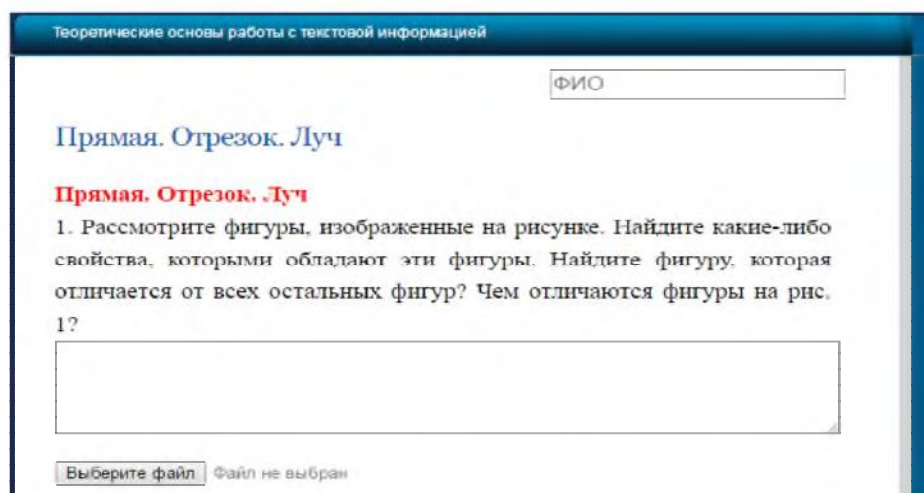 Теоретические основы работы с текстовой информацией
ФИО
Прямая. Отрезок. Луч
Прямая. Отрезок. Луч
1. Рассмотрите фигуры, изображенные на рисунке. Найдите какие-либо
свойства, которыми обладают эти фигуры. Найдите фигуру, которая
отличается от всех остальных фигур? Чем отличаются фигуры на рис.
1?
Выберите файл Файл не выбран